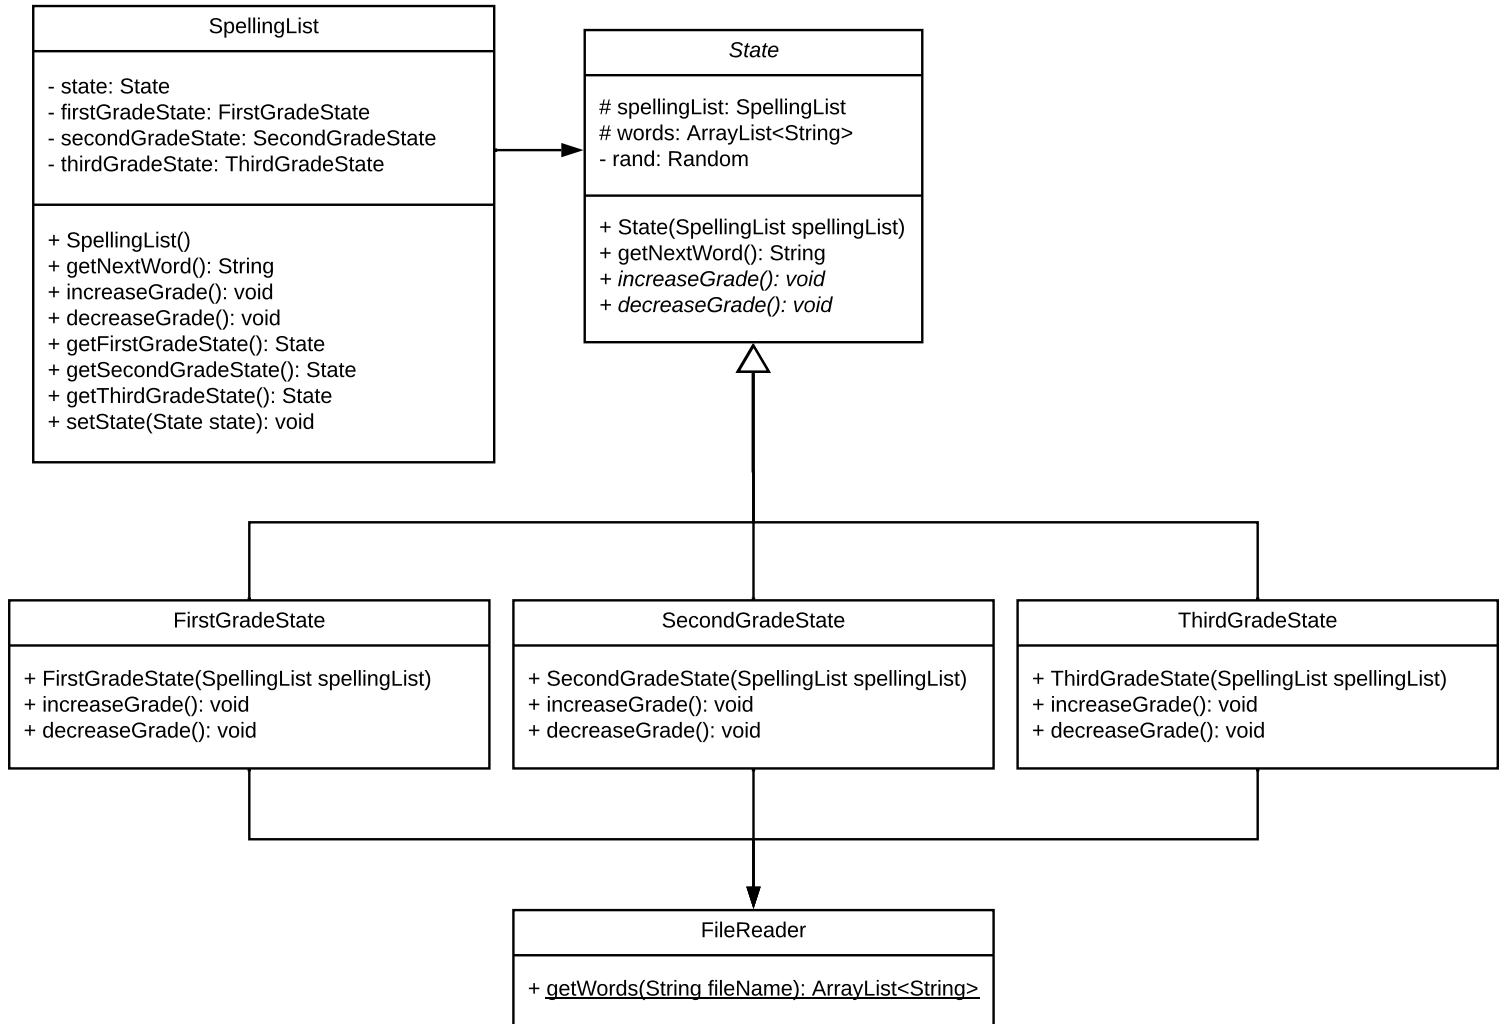 SpellingList
- state: State
- firstGradeState: FirstGradeState
- secondGradeState: SecondGradeState
- thirdGradeState: ThirdGradeState
+ SpellingList()
+ getNextWord(): String
+ increaseGrade(): void
+ decreaseGrade(): void
+ getFirstGradeState(): State
+ getSecondGradeState(): State
+ getThirdGradeState(): State
+ setState(State state): void
State
# spellingList: SpellingList
# words: ArrayList<String>
- rand: Random
+ State(SpellingList spellingList)
+ getNextWord(): String
+ increaseGrade(): void
+ decreaseGrade(): void
FirstGradeState
+ FirstGradeState(SpellingList spellingList)
+ increaseGrade(): void
+ decreaseGrade(): void
SecondGradeState
+ SecondGradeState(SpellingList spellingList)
+ increaseGrade(): void
+ decreaseGrade(): void
ThirdGradeState
+ ThirdGradeState(SpellingList spellingList)
+ increaseGrade(): void
+ decreaseGrade(): void
FileReader
+ getWords(String fileName): ArrayList<String>